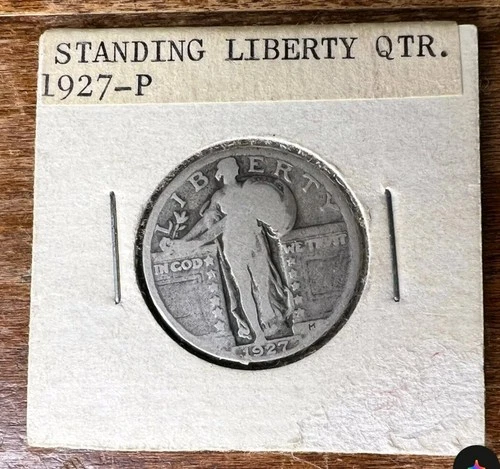 STANDING LIBERTY QTR.
1927-P
LIBERTY
IN GOD WE TRUST
M
1927